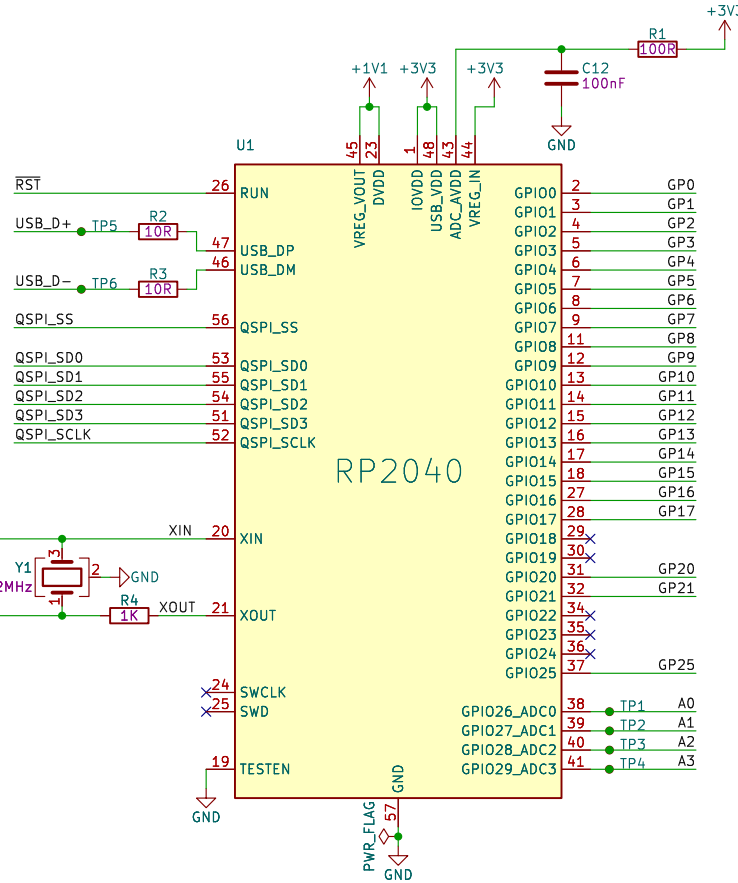 +3V3
R1
100R
C12
100nF
GND
+1V1
+3V3
+3V3
U1
45
23
1
48
43
44
VREG_VOUT
DVDD
IOVDD
USB_VDD
ADC_AVDD
VREG_IN
RST 26 RUN
USB_D+ TP5 R2 10R 47 USB_DP
USB_D- TP6 R3 10R 46 USB_DM
QSPI_SS 56 QSPI_SS
QSPI_SD0 53 QSPI_SD0
QSPI_SD1 55 QSPI_SD1
QSPI_SD2 54 QSPI_SD2
QSPI_SD3 51 QSPI_SD3
QSPI_SCLK 52 QSPI_SCLK
RP2040
XIN 20 XIN
Y1
2MHz
3
2
1
GND
R4
1K
XOUT 21 XOUT
24 SWCLK
25 SWD
19 TESTEN
GND
GPIO0 2 GP0
GPIO1 3 GP1
GPIO2 4 GP2
GPIO3 5 GP3
GPIO4 6 GP4
GPIO5 7 GP5
GPIO6 8 GP6
GPIO7 9 GP7
GPIO8 11 GP8
GPIO9 12 GP9
GPIO10 13 GP10
GPIO11 14 GP11
GPIO12 15 GP12
GPIO13 16 GP13
GPIO14 17 GP14
GPIO15 18 GP15
GPIO16 27 GP16
GPIO17 28 GP17
GPIO18 29
GPIO19 30
GPIO20 31 GP20
GPIO21 32 GP21
GPIO22 34
GPIO23 35
GPIO24 36
GPIO25 37 GP25
GPIO26_ADC0 38 TP1 A0
GPIO27_ADC1 39 TP2 A1
GPIO28_ADC2 40 TP3 A2
GPIO29_ADC3 41 TP4 A3
GND
57
PWR_FLAG
GND